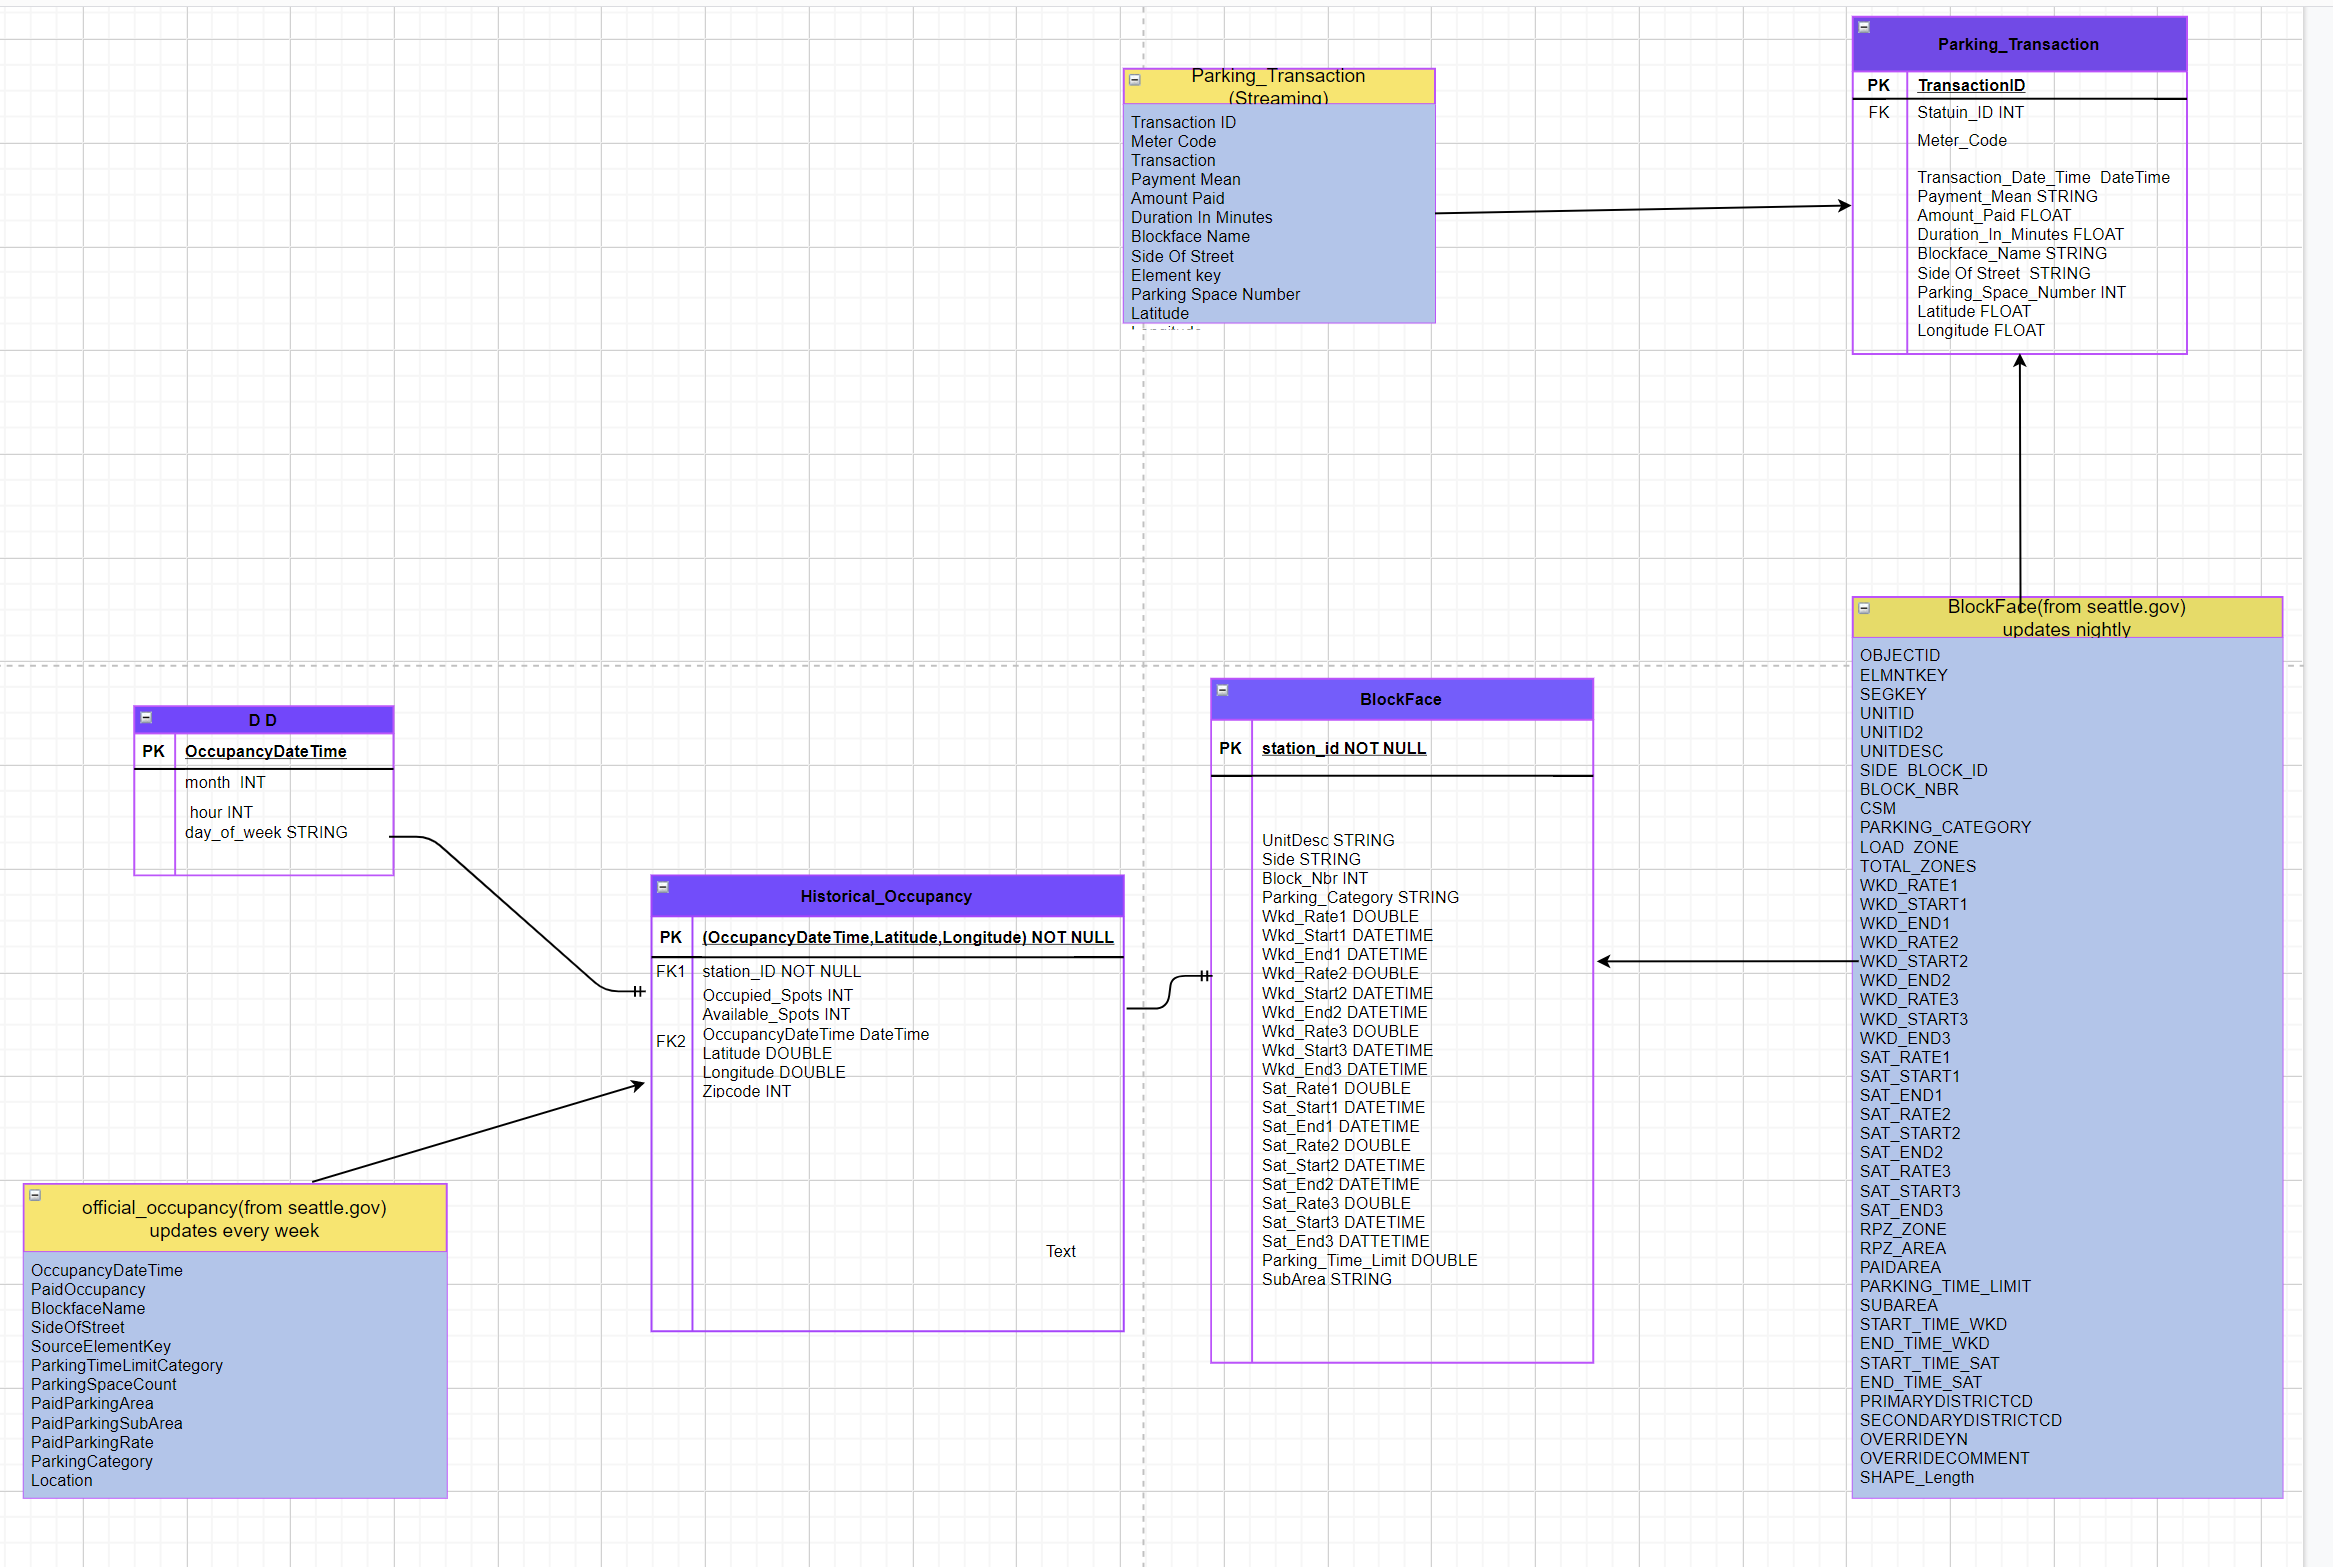 Parking_Transaction
(Streaming)
Transaction ID
Meter Code
Transaction
Payment Mean
Amount Paid
Duration In Minutes
Blockface Name
Side Of Street
Element key
Parking Space Number
Latitude
Parking_Transaction
PK TransactionID
FK Statuin_ID INT
Meter_Code
Transaction_Date_Time  DateTime
Payment_Mean STRING
Amount_Paid FLOAT
Duration_In_Minutes FLOAT
Blockface_Name STRING
Side Of Street  STRING
Parking_Space_Number INT
Latitude FLOAT
Longitude FLOAT
D D
PK OccupancyDateTime
month  INT
hour INT
day_of_week STRING
Historical_Occupancy
PK (OccupancyDateTime,Latitude,Longitude) NOT NULL
FK1 station_ID NOT NULL
Occupied_Spots INT
Available_Spots INT
FK2 OccupancyDateTime DateTime
Latitude DOUBLE
Longitude DOUBLE
Zipcode INT
Text
BlockFace
PK station_id NOT NULL
UnitDesc STRING
Side STRING
Block_Nbr INT
Parking_Category STRING
Wkd_Rate1 DOUBLE
Wkd_Start1 DATETIME
Wkd_End1 DATETIME
Wkd_Rate2 DOUBLE
Wkd_Start2 DATETIME
Wkd_End2 DATETIME
Wkd_Rate3 DOUBLE
Wkd_Start3 DATETIME
Wkd_End3 DATETIME
Sat_Rate1 DOUBLE
Sat_Start1 DATETIME
Sat_End1 DATETIME
Sat_Rate2 DOUBLE
Sat_Start2 DATETIME
Sat_End2 DATETIME
Sat_Rate3 DOUBLE
Sat_Start3 DATETIME
Sat_End3 DATTETIME
Parking_Time_Limit DOUBLE
SubArea STRING
BlockFace(from seattle.gov)
updates nightly
OBJECTID
ELMNTKEY
SEGKEY
UNITID
UNITID2
UNITDESC
SIDE  BLOCK_ID
BLOCK_NBR
CSM
PARKING_CATEGORY
LOAD  ZONE
TOTAL_ZONES
WKD_RATE1
WKD_START1
WKD_END1
WKD_RATE2
WKD_START2
WKD_END2
WKD_RATE3
WKD_START3
WKD_END3
SAT_RATE1
SAT_START1
SAT_END1
SAT_RATE2
SAT_START2
SAT_END2
SAT_RATE3
SAT_START3
SAT_END3
RPZ_ZONE
RPZ_AREA
PAIDAREA
PARKING_TIME_LIMIT
SUBAREA
START_TIME_WKD
END_TIME_WKD
START_TIME_SAT
END_TIME_SAT
PRIMARYDISTRICTCD
SECONDARYDISTRICTCD
OVERRIDEYN
OVERRIDECOMMENT
SHAPE_Length
official_occupancy(from seattle.gov)
updates every week
OccupancyDateTime
PaidOccupancy
BlockfaceName
SideOfStreet
SourceElementKey
ParkingTimeLimitCategory
ParkingSpaceCount
PaidParkingArea
PaidParkingSubArea
PaidParkingRate
ParkingCategory
Location